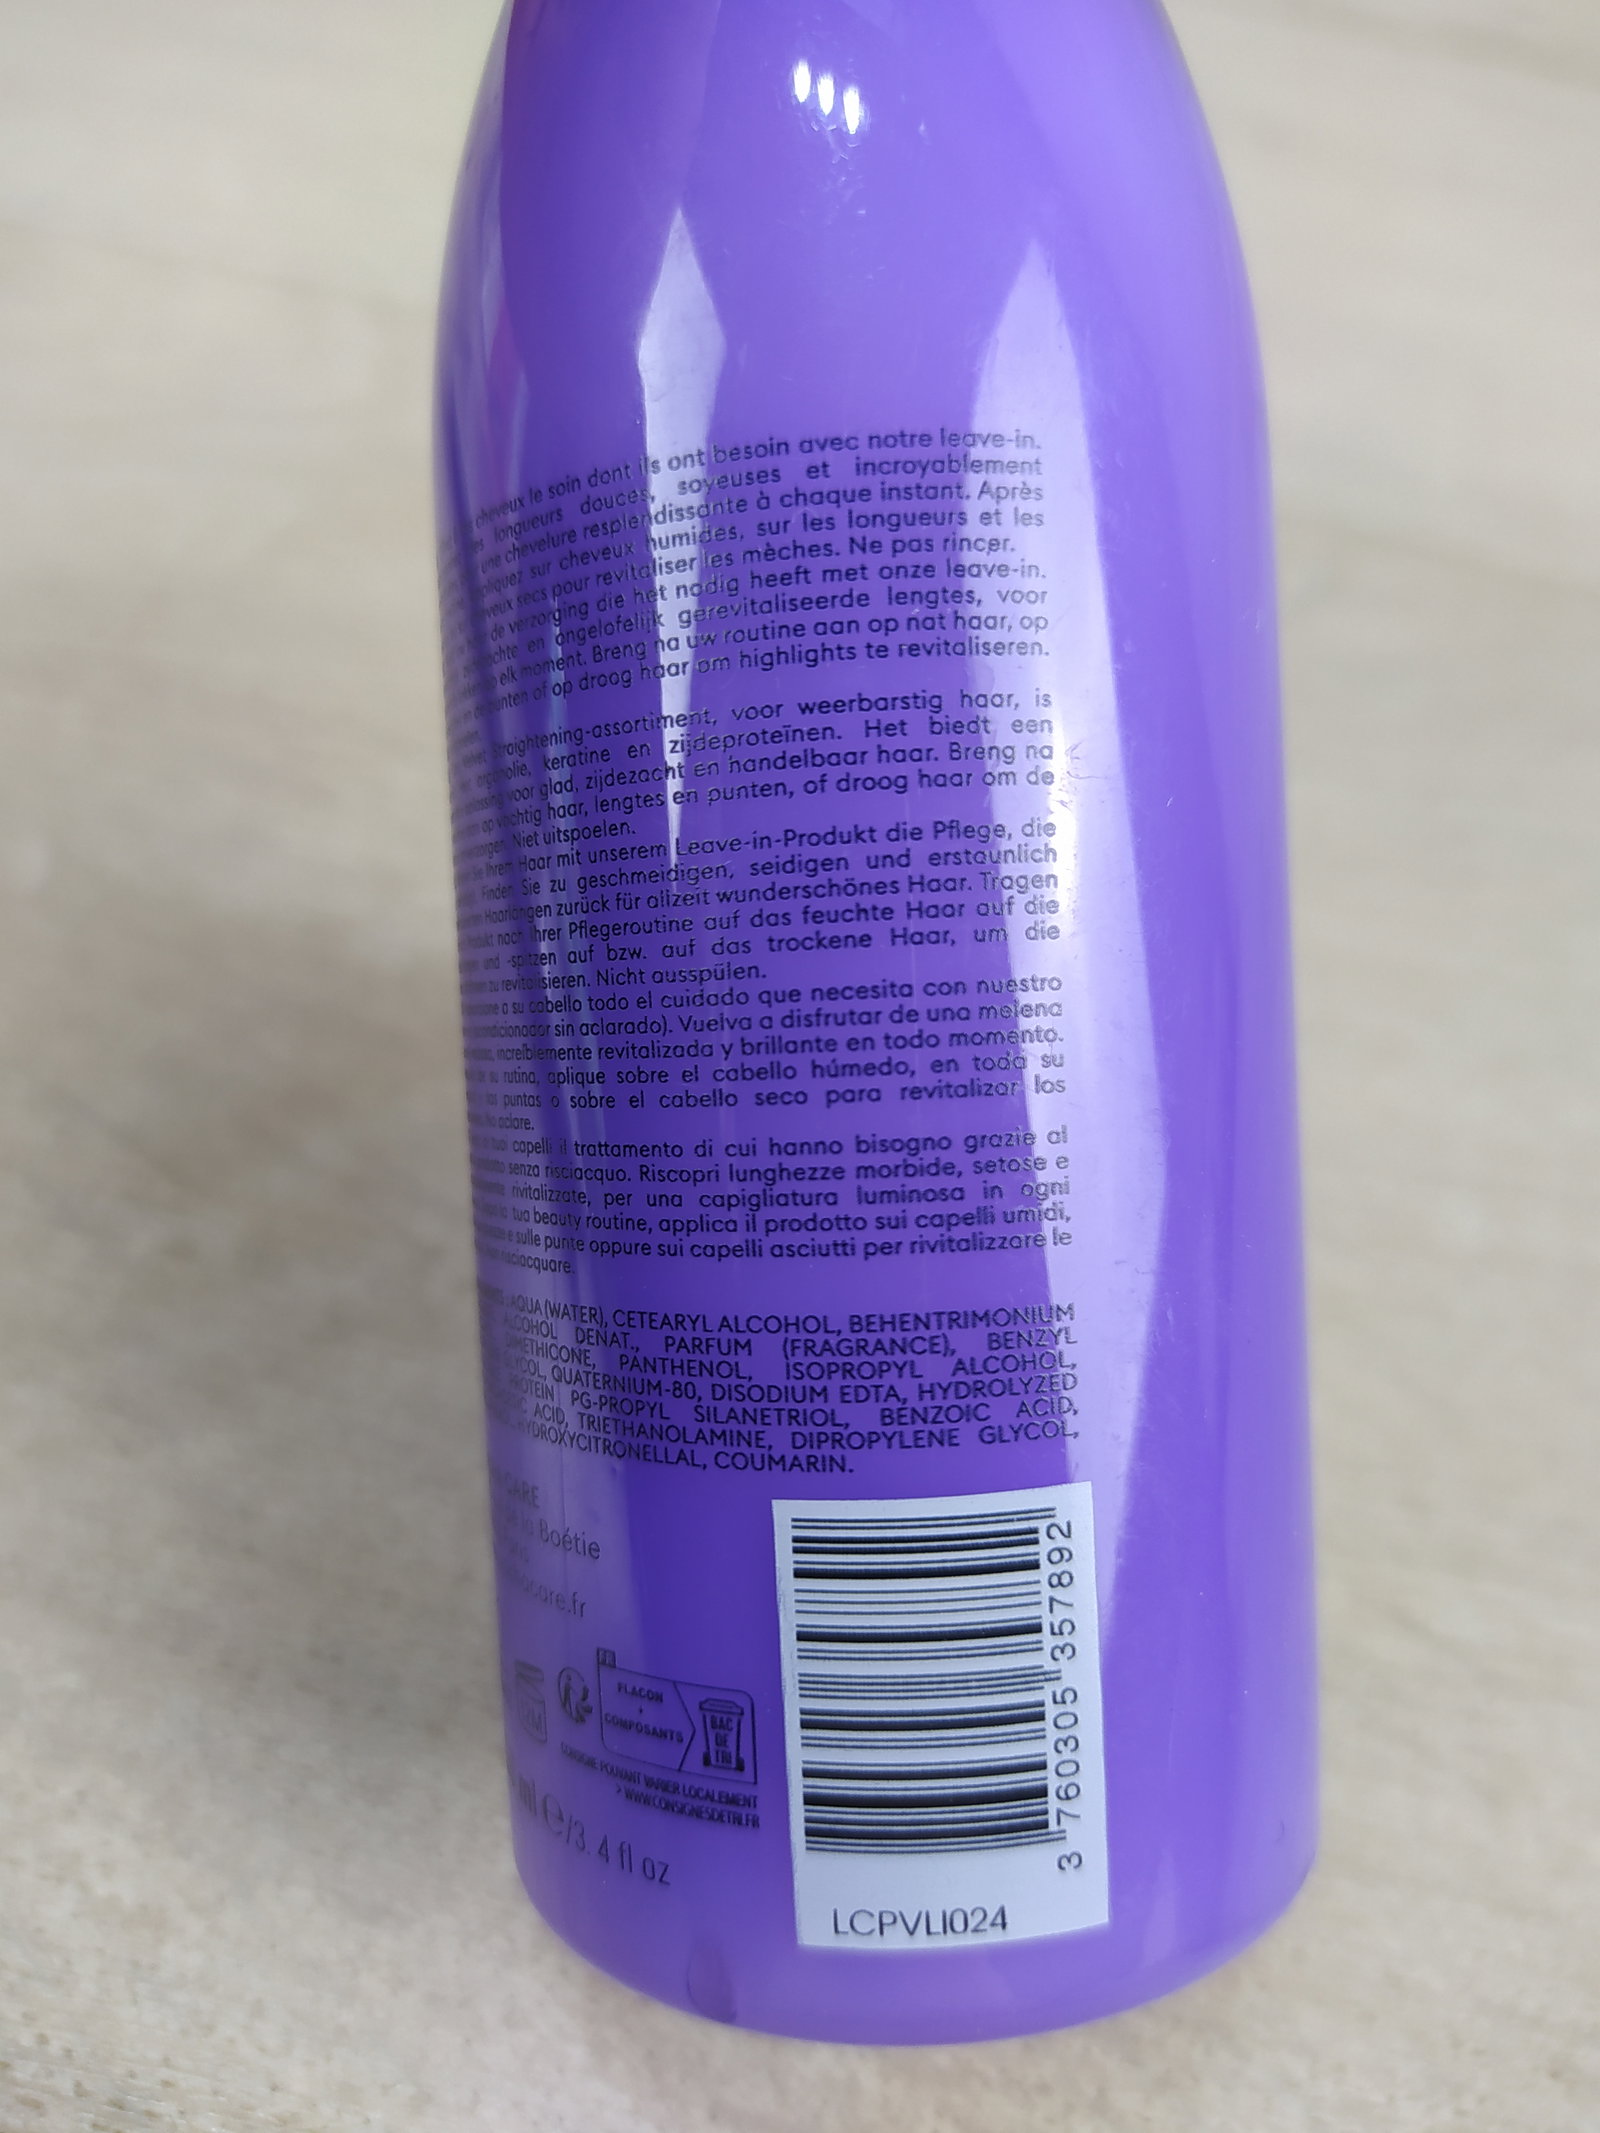 cheveux le soin dont ils ont besoin avec notre leave-in.
longueurs douces, soyeuses et incroyablement
une chevelure resplendissante à chaque instant. Après
sur cheveux humides, sur les longueurs et les
secs pour revitaliser les mèches. Ne pas rincer.
de verzorging die het nodig heeft met onze leave-in.
en ongelofelijk gerevitaliseerde lengtes, voor
elk moment. Breng na uw routine aan op nat haar, op
of op droog haar om highlights te revitaliseren.
Straightening-assortiment, voor weerbarstig haar, is
keratine en zijdeproteïnen. Het biedt een
voor glad, zijdezacht en handelbaar haar. Breng na
op vochtig haar, lengtes en punten, of droog haar om de
Niet uitspoelen.
Sie Ihrem Haar mit unserem Leave-in-Produkt die Pflege, die
Finden Sie zu geschmeidigen, seidigen und erstaunlich
Haarlängen zurück für allzeit wunderschönes Haar. Tragen
nach Ihrer Pflegeroutine auf das feuchte Haar auf die
und -spitzen auf bzw. auf das trockene Haar, um die
zu revitalisieren. Nicht ausspülen.
a su cabello todo el cuidado que necesita con nuestro
sin aclarado). Vuelva a disfrutar de una melena
increíblemente revitalizada y brillante en todo momento.
de su rutina, aplique sobre el cabello húmedo, en toda su
y las puntas o sobre el cabello seco para revitalizar los
No aclare.
capelli il trattamento di cui hanno bisogno grazie al
senza risciacquo. Riscopri lunghezze morbide, setose e
rivitalizzate, per una capigliatura luminosa in ogni
tua beauty routine, applica il prodotto sui capelli umidi,
e sulle punte oppure sui capelli asciutti per rivitalizzare le
risciacquare.
AQUA (WATER), CETEARYL ALCOHOL, BEHENTRIMONIUM
ALCOHOL DENAT., PARFUM (FRAGRANCE), BENZYL
DIMETHICONE, PANTHENOL, ISOPROPYL ALCOHOL,
GLYCOL, QUATERNIUM-80, DISODIUM EDTA, HYDROLYZED
PROTEIN PG-PROPYL SILANETRIOL, BENZOIC ACID,
ACID, TRIETHANOLAMINE, DIPROPYLENE GLYCOL,
HYDROXYCITRONELLAL, COUMARIN.
CARE
de la Boétie
FR
FLACON
+
COMPOSANTS
BAC
DE
TRI
CONSIGNE POUVANT VARIER LOCALEMENT
> WWW.CONSIGNESDETRI.FR
ml e/3. 4 fl oz
3 760305 357892
LCPVLI024